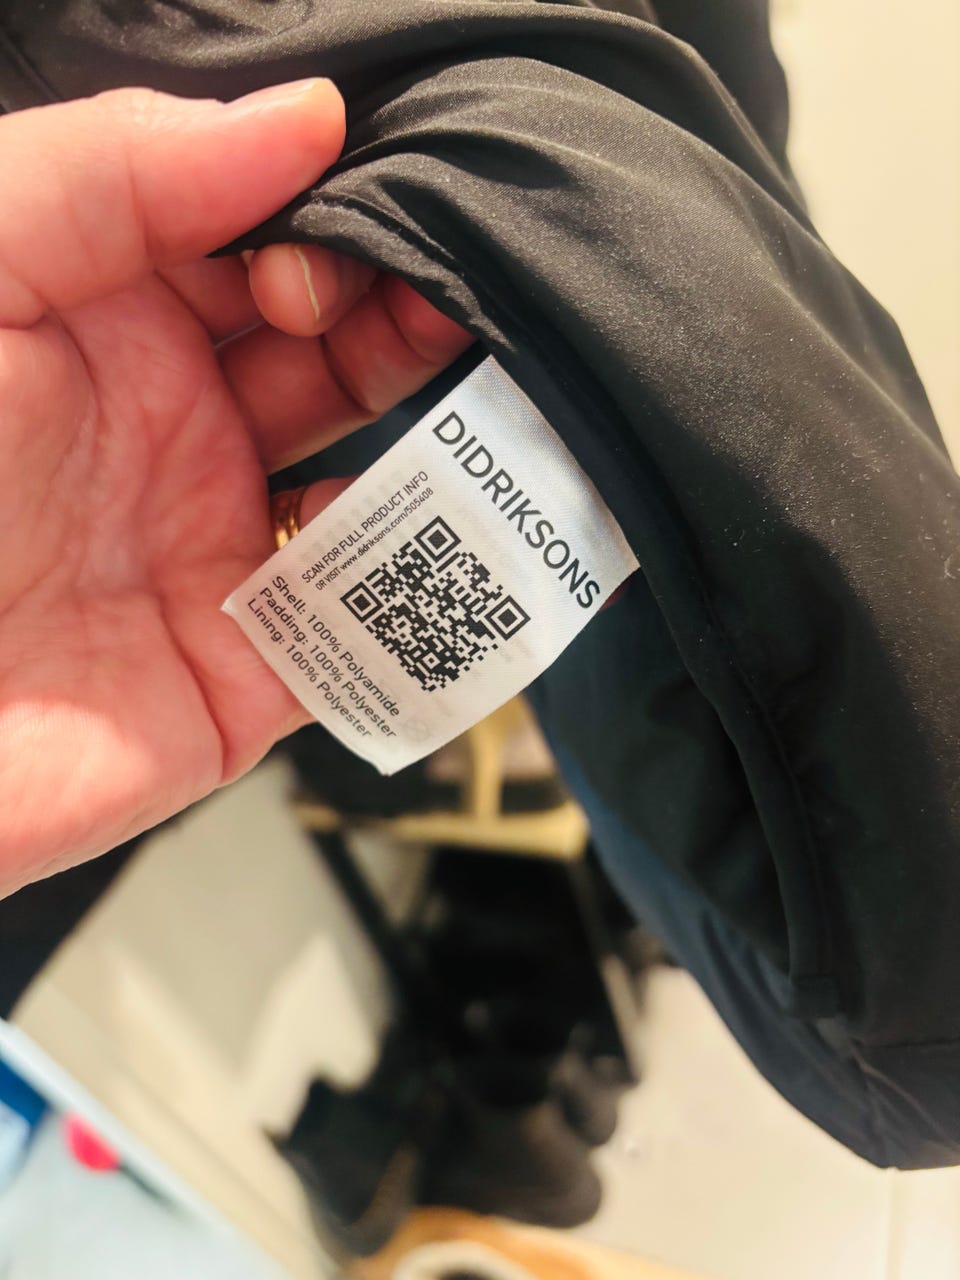 DIDRIKSONS
SCAN FOR FULL PRODUCT INFO
OR VISIT www.didriksons.com/505408
Shell: 100% Polyamide
Padding: 100% Polyester
Lining: 100% Polyester